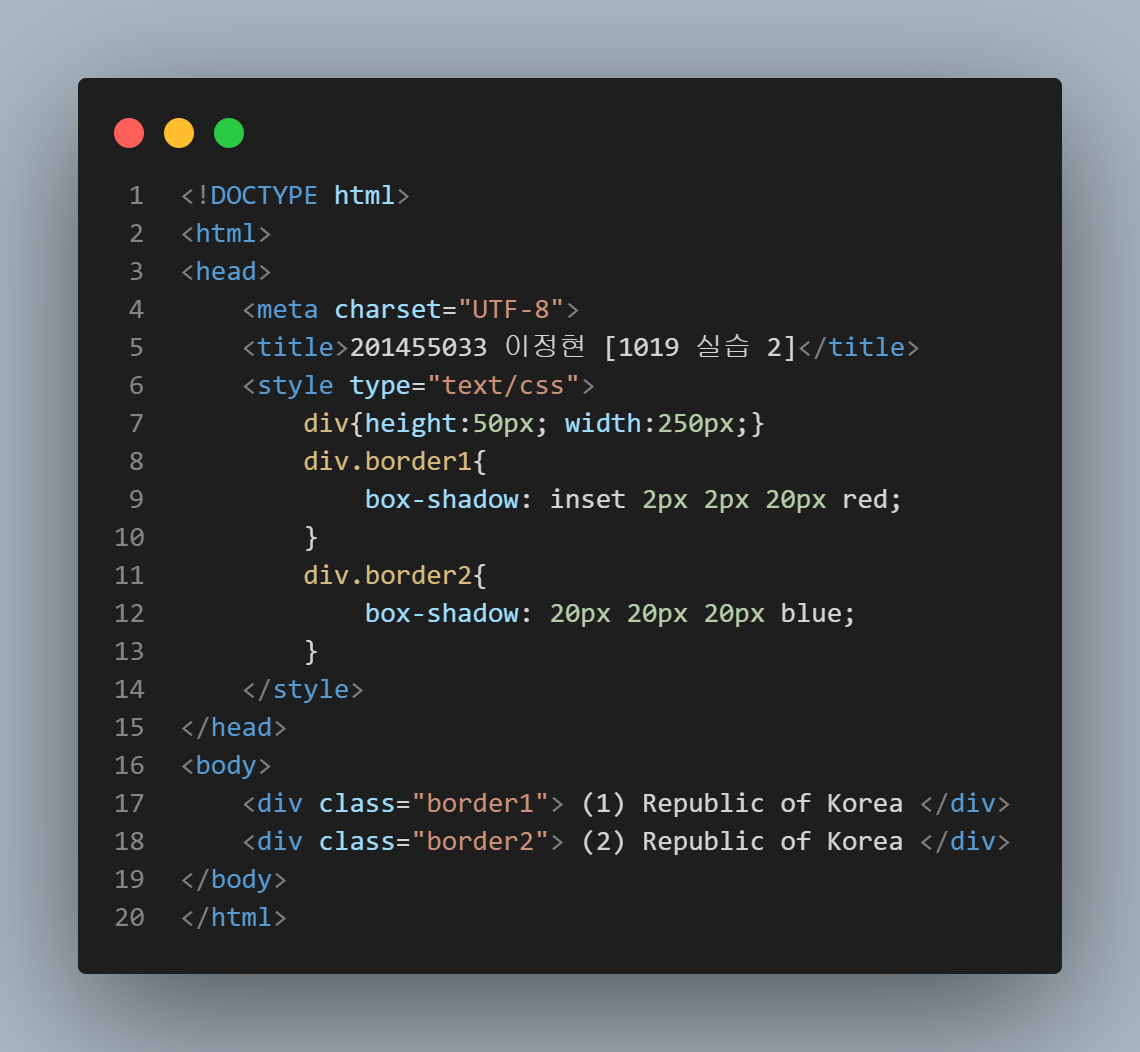 1 <!DOCTYPE html>
2 <html>
3 <head>
4     <meta charset="UTF-8">
5     <title>201455033 이정현 [1019 실습 2]</title>
6     <style type="text/css">
7         div{height:50px; width:250px;}
8         div.border1{
9             box-shadow: inset 2px 2px 20px red;
10         }
11         div.border2{
12             box-shadow: 20px 20px 20px blue;
13         }
14     </style>
15 </head>
16 <body>
17     <div class="border1"> (1) Republic of Korea </div>
18     <div class="border2"> (2) Republic of Korea </div>
19 </body>
20 </html>